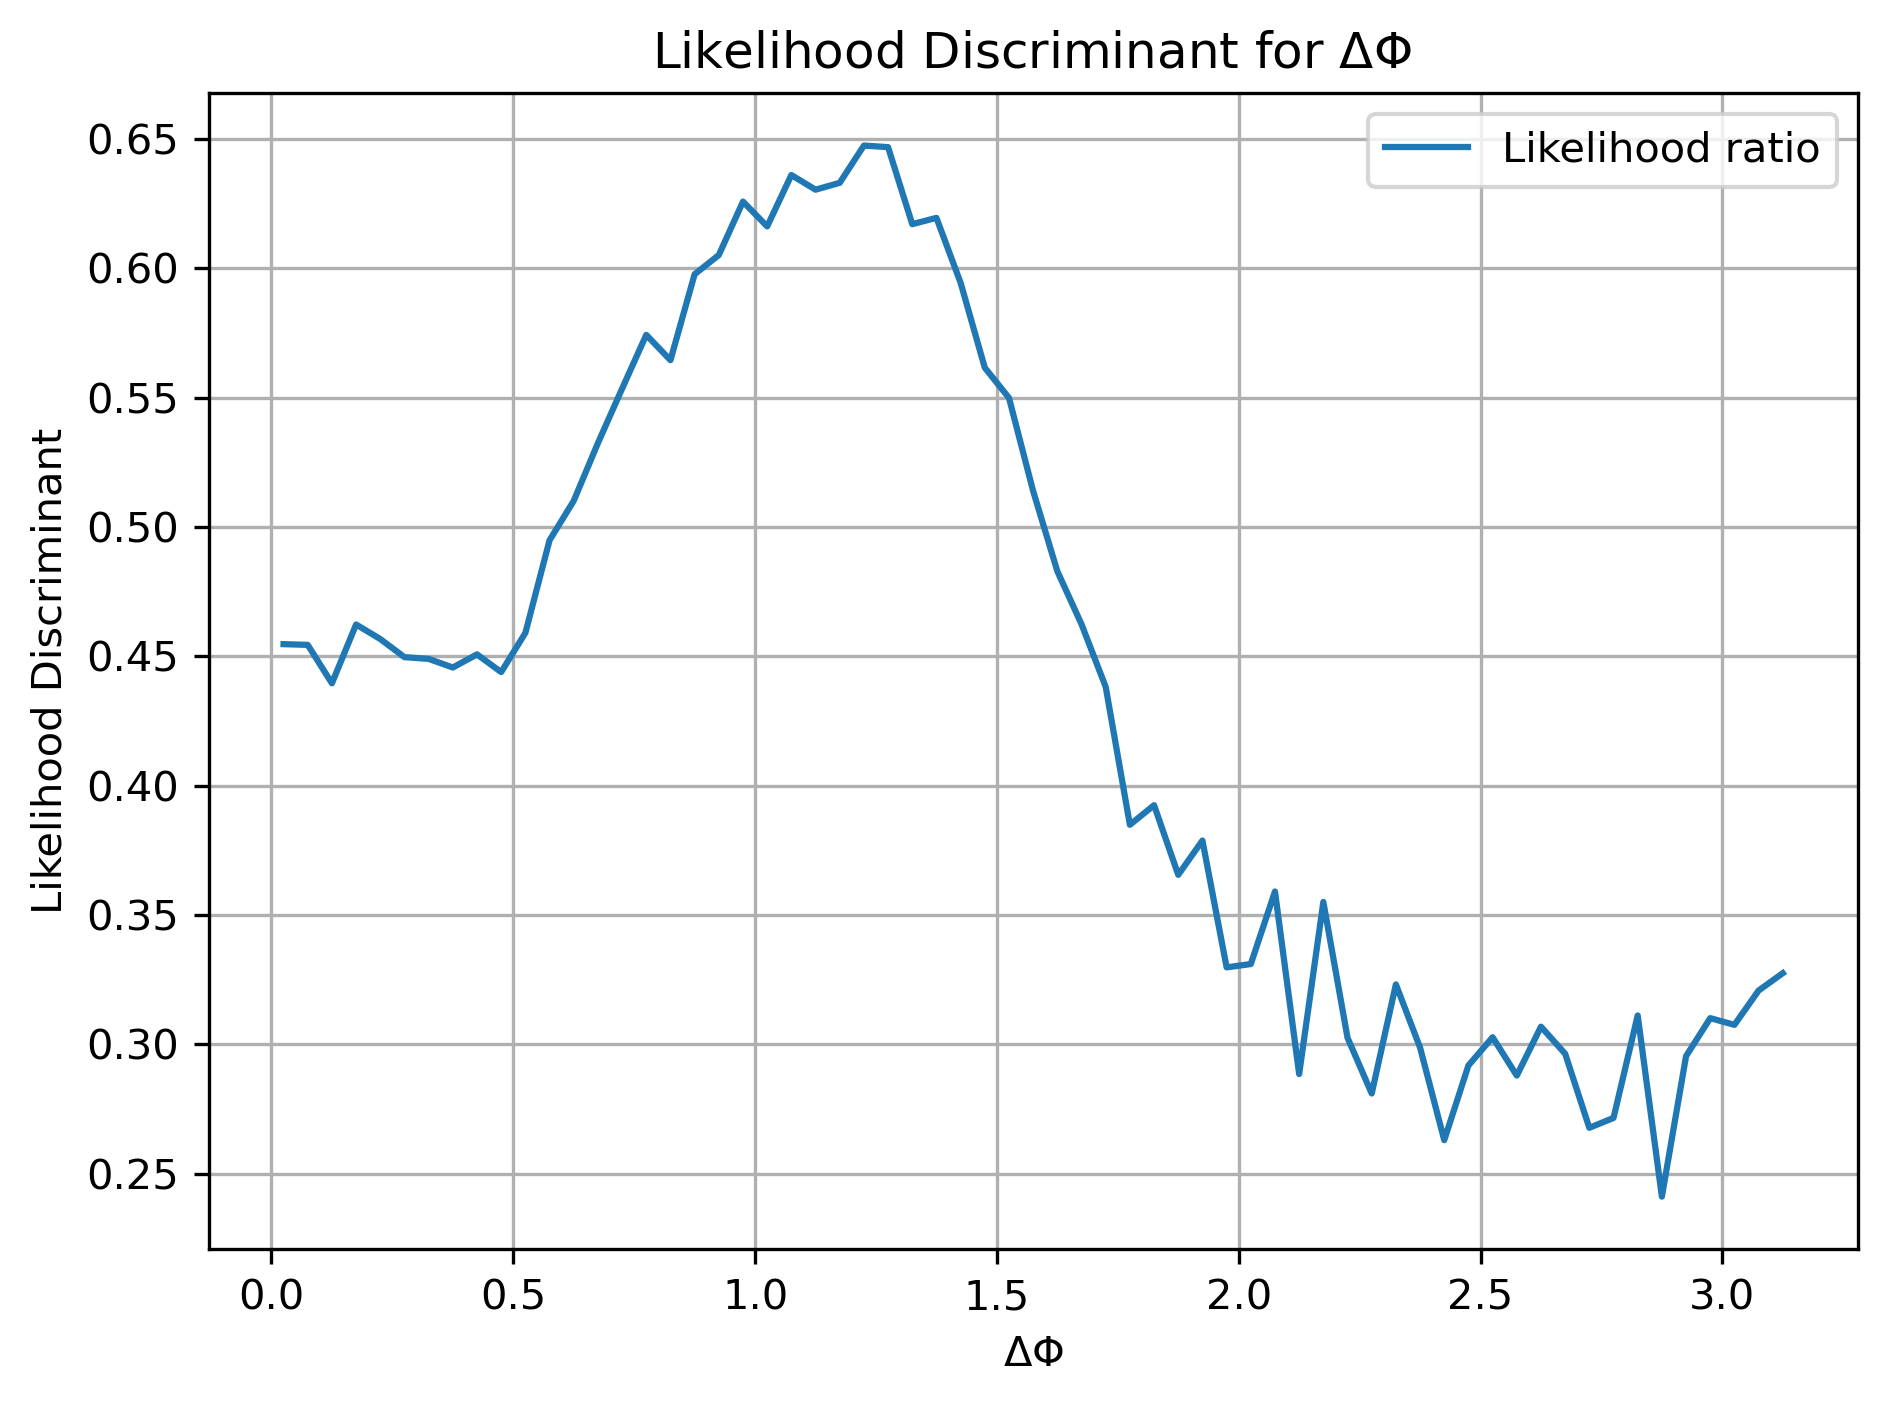 Likelihood Discriminant for ΔΦ
Likelihood ratio
Likelihood Discriminant
0.65
0.60
0.55
0.50
0.45
0.40
0.35
0.30
0.25
0.0 0.5 1.0 1.5 2.0 2.5 3.0
ΔΦ